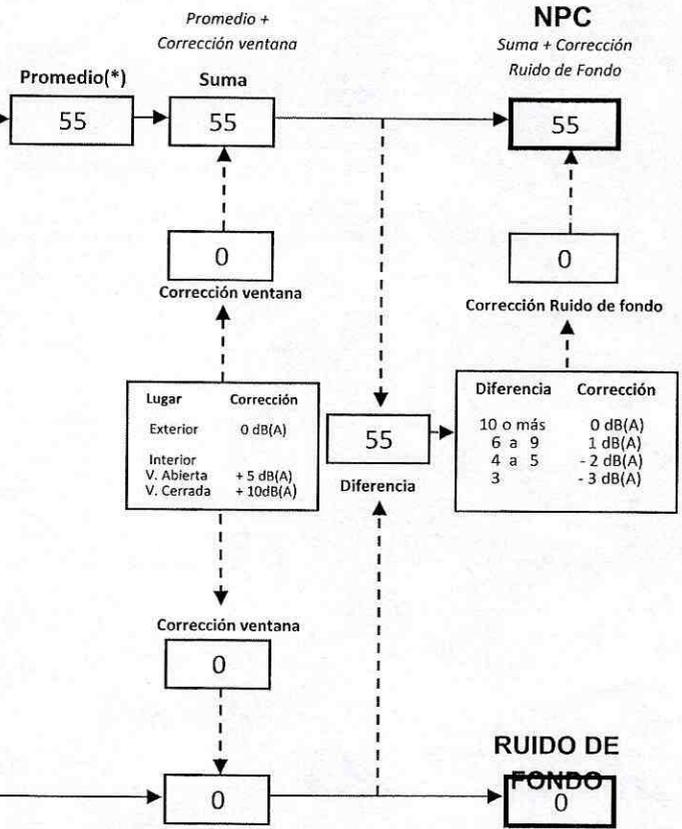 Promedio +
Corrección ventana
NPC
Suma + Corrección
Ruido de Fondo
Promedio(*)
Suma
55
55
55
0
Corrección ventana
0
Corrección Ruido de fondo
Lugar Corrección
Exterior 0 dB(A)
Interior
V. Abierta + 5 dB(A)
V. Cerrada + 10dB(A)
55
Diferencia
Diferencia Corrección
10 o más 0 dB(A)
6 a 9 1 dB(A)
4 a 5 - 2 dB(A)
3 - 3 dB(A)
Corrección ventana
0
0
RUIDO DE
FONDO
0